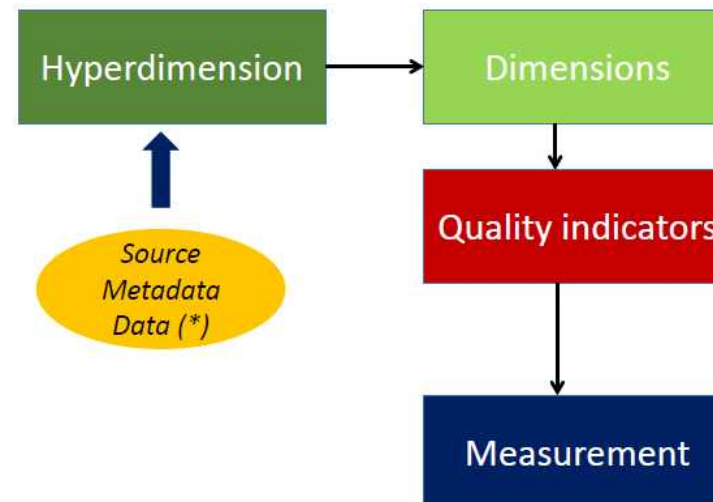 Hyperdimension
Dimensions
Source
Metadata
Data (*)
Quality indicators
Measurement